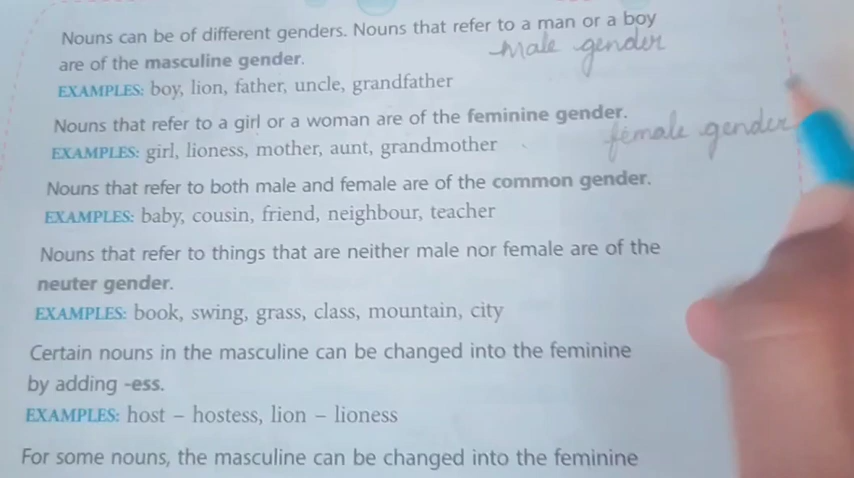 Nouns can be of different genders. Nouns that refer to a man or a boy
are of the masculine gender.
Male gender
EXAMPLES: boy, lion, father, uncle, grandfather
Nouns that refer to a girl or a woman are of the feminine gender.
female gender
EXAMPLES: girl, lioness, mother, aunt, grandmother
Nouns that refer to both male and female are of the common gender.
EXAMPLES: baby, cousin, friend, neighbour, teacher
Nouns that refer to things that are neither male nor female are of the
neuter gender.
EXAMPLES: book, swing, grass, class, mountain, city
Certain nouns in the masculine can be changed into the feminine
by adding -ess.
EXAMPLES: host – hostess, lion – lioness
For some nouns, the masculine can be changed into the feminine